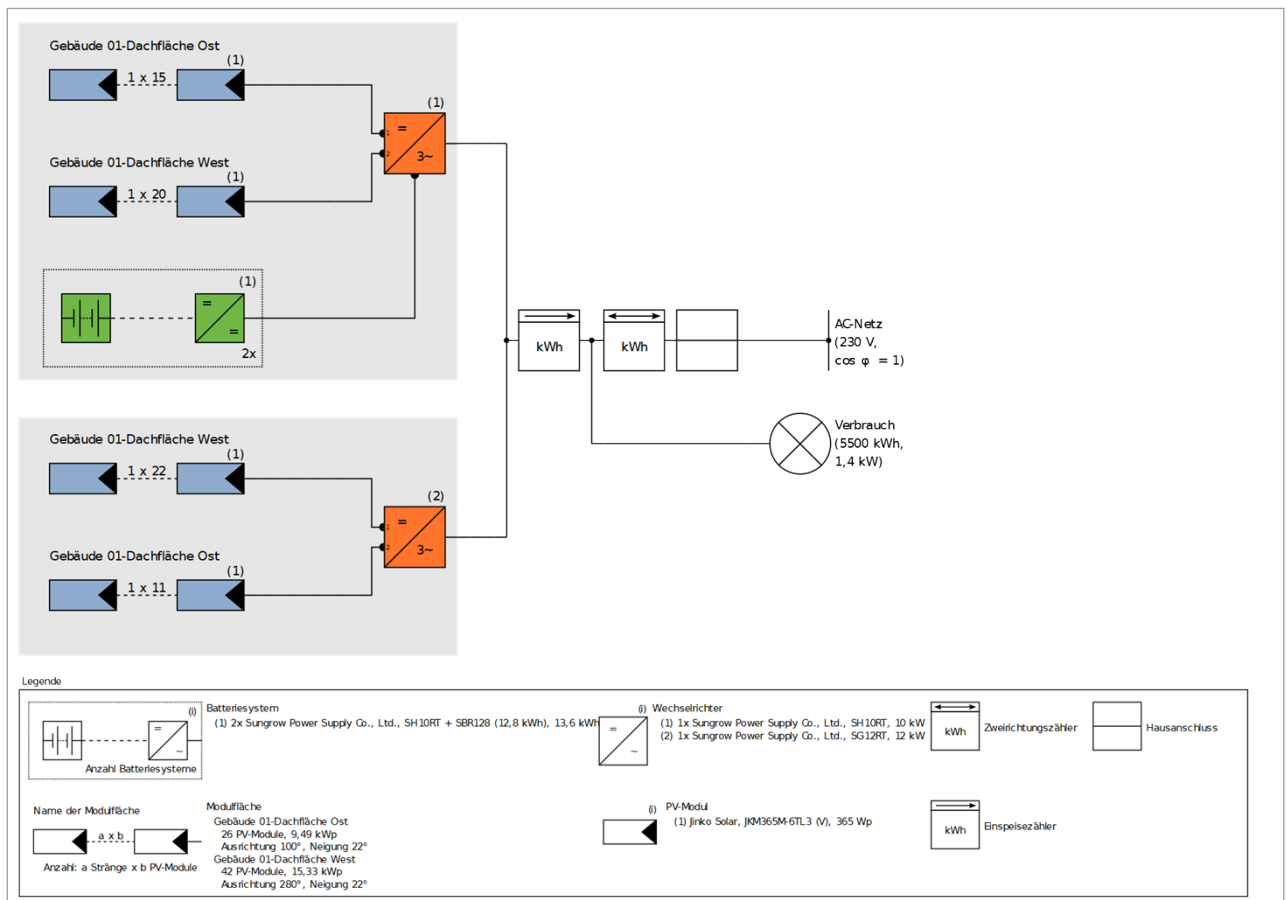 Gebäude 01-Dachfläche Ost
(1)
1 x 15
(1)
=
3~
1
2
Gebäude 01-Dachfläche West
(1)
1 x 20
(1)
=
=
2x
kWh
kWh
AC-Netz
(230 V,
cos φ = 1)
Verbrauch
(5500 kWh,
1,4 kW)
Gebäude 01-Dachfläche West
(1)
1 x 22
(2)
=
3~
1
2
Gebäude 01-Dachfläche Ost
(1)
1 x 11
Legende
(i)
=
~
Anzahl Batteriesysteme
Batteriesystem
(1) 2x Sungrow Power Supply Co., Ltd., SH10RT + SBR128 (12,8 kWh), 13,6 kWh
(i)
=
~
Wechselrichter
(1) 1x Sungrow Power Supply Co., Ltd., SH10RT, 10 kW
(2) 1x Sungrow Power Supply Co., Ltd., SG12RT, 12 kW
kWh
Zweirichtungszähler
Hausanschluss
Name der Modulfläche
a x b
Anzahl: a Stränge x b PV-Module
Modulfläche
Gebäude 01-Dachfläche Ost
26 PV-Module, 9,49 kWp
Ausrichtung 100°, Neigung 22°
Gebäude 01-Dachfläche West
42 PV-Module, 15,33 kWp
Ausrichtung 280°, Neigung 22°
(i)
PV-Modul
(1) Jinko Solar, JKM365M-6TL3 (V), 365 Wp
kWh
Einspeisezähler